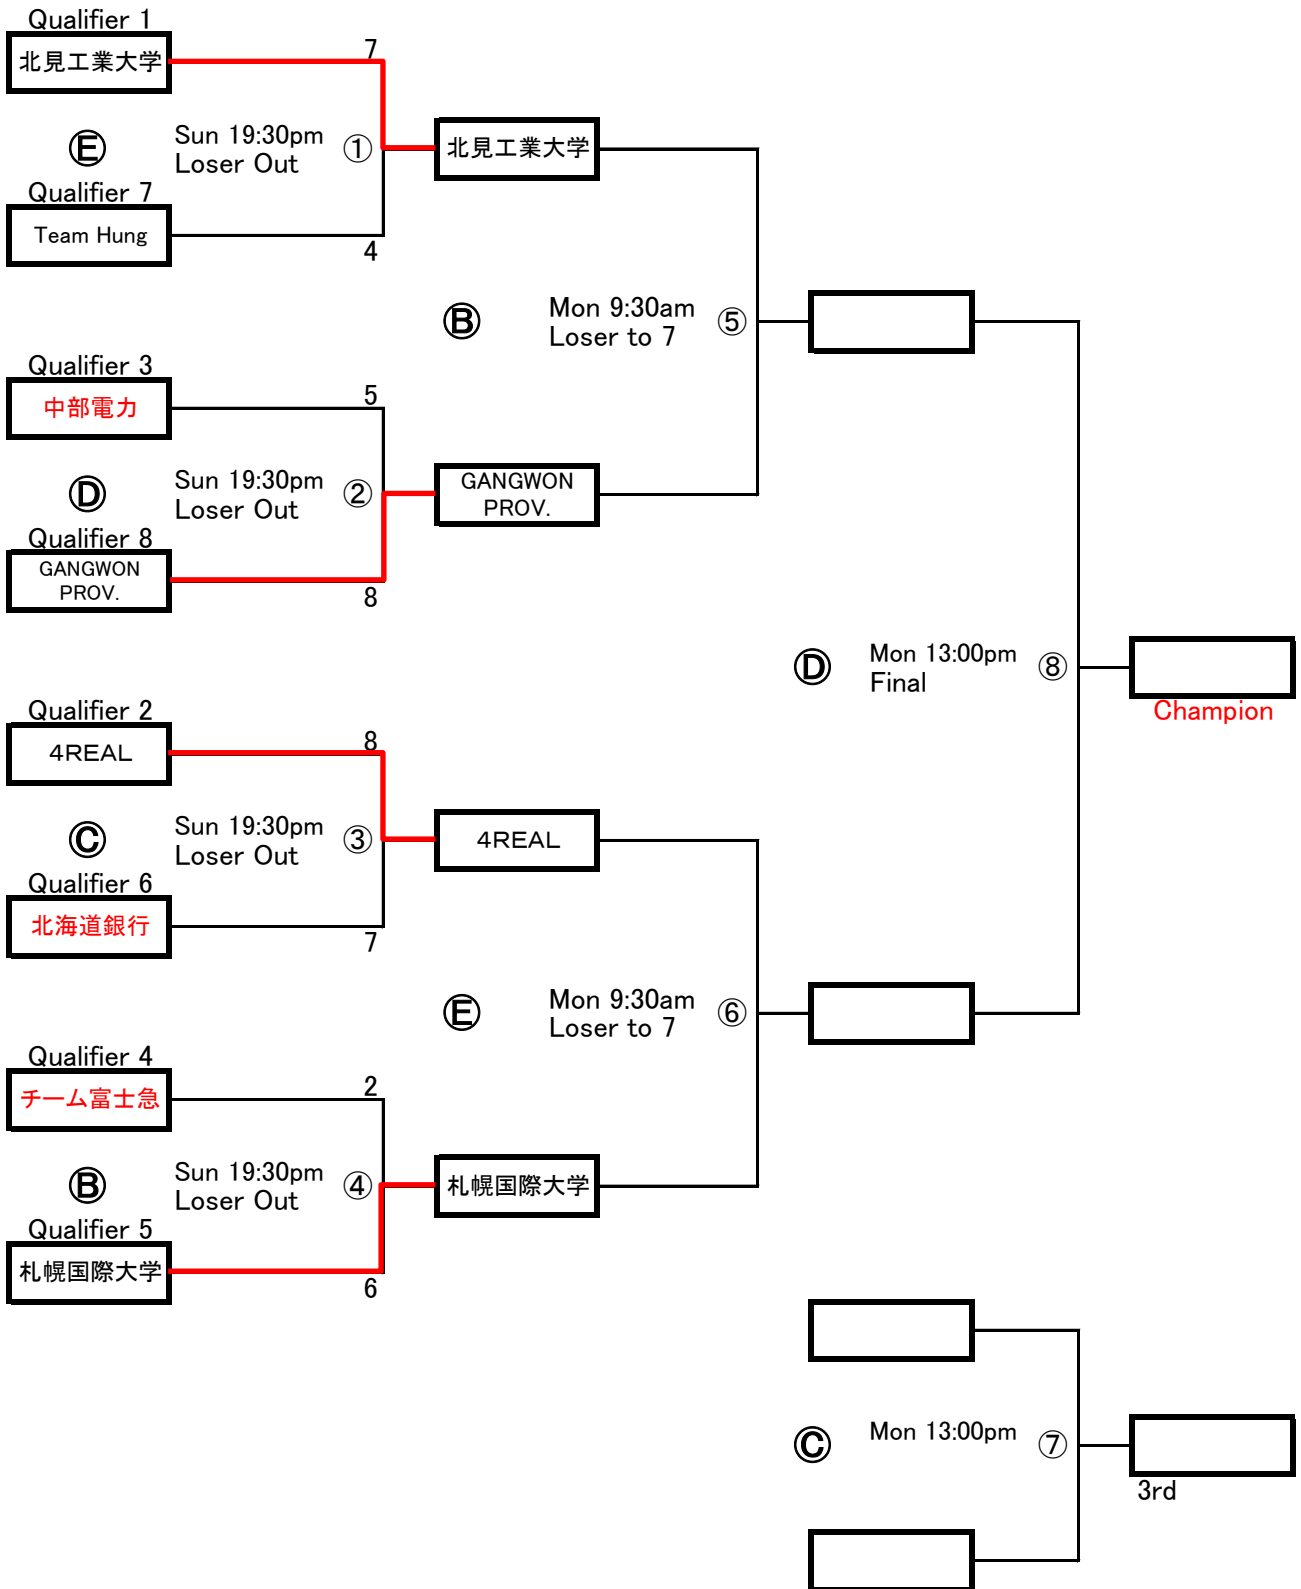 Qualifier 1
北見工業大学
7
Ⓔ
Sun 19:30pm
Loser Out
①
北見工業大学
Qualifier 7
Team Hung
4
Ⓑ
Mon 9:30am
Loser to 7
⑤
Qualifier 3
中部電力
5
Ⓓ
Sun 19:30pm
Loser Out
②
GANGWON
PROV.
Qualifier 8
GANGWON
PROV.
8
Ⓓ
Mon 13:00pm
Final
⑧
Champion
Qualifier 2
4REAL
8
Ⓒ
Sun 19:30pm
Loser Out
③
4REAL
Qualifier 6
北海道銀行
7
Ⓔ
Mon 9:30am
Loser to 7
⑥
Qualifier 4
チーム富士急
2
Ⓑ
Sun 19:30pm
Loser Out
④
札幌国際大学
Qualifier 5
札幌国際大学
6
Ⓒ
Mon 13:00pm
⑦
3rd